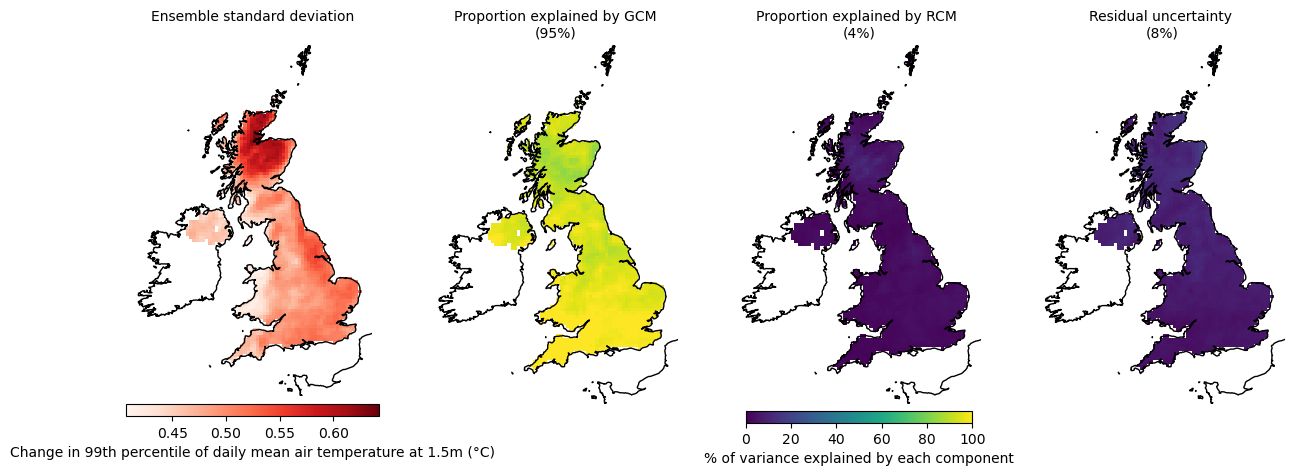 Ensemble standard deviation
Proportion explained by GCM
(95%)
Proportion explained by RCM
(4%)
Residual uncertainty
(8%)
0.45 0.50 0.55 0.60
Change in 99th percentile of daily mean air temperature at 1.5m (°C)
0 20 40 60 80 100
% of variance explained by each component